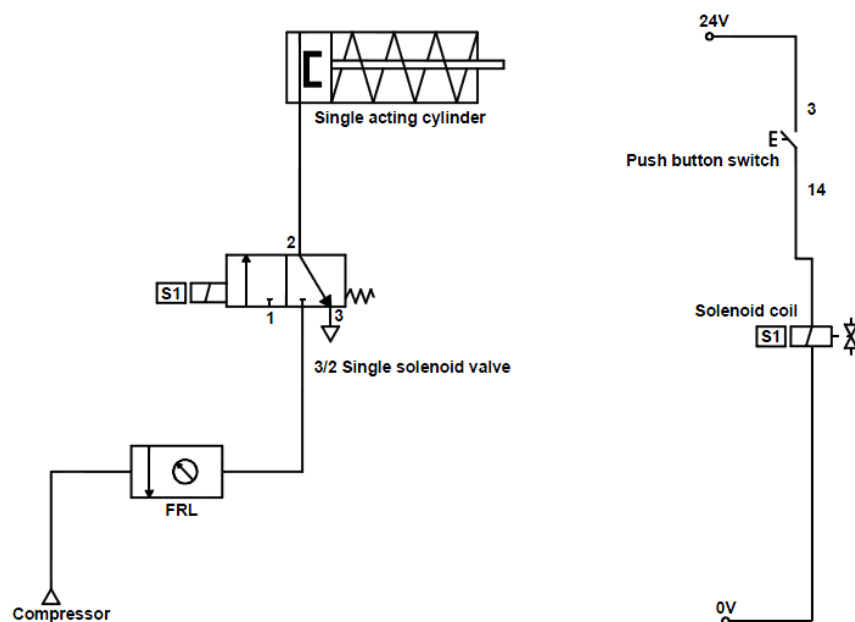 24V
Single acting cylinder
3
E
Push button switch
14
2
S1
1
3
Solenoid coil
S1
3/2 Single solenoid valve
FRL
Compressor
0V